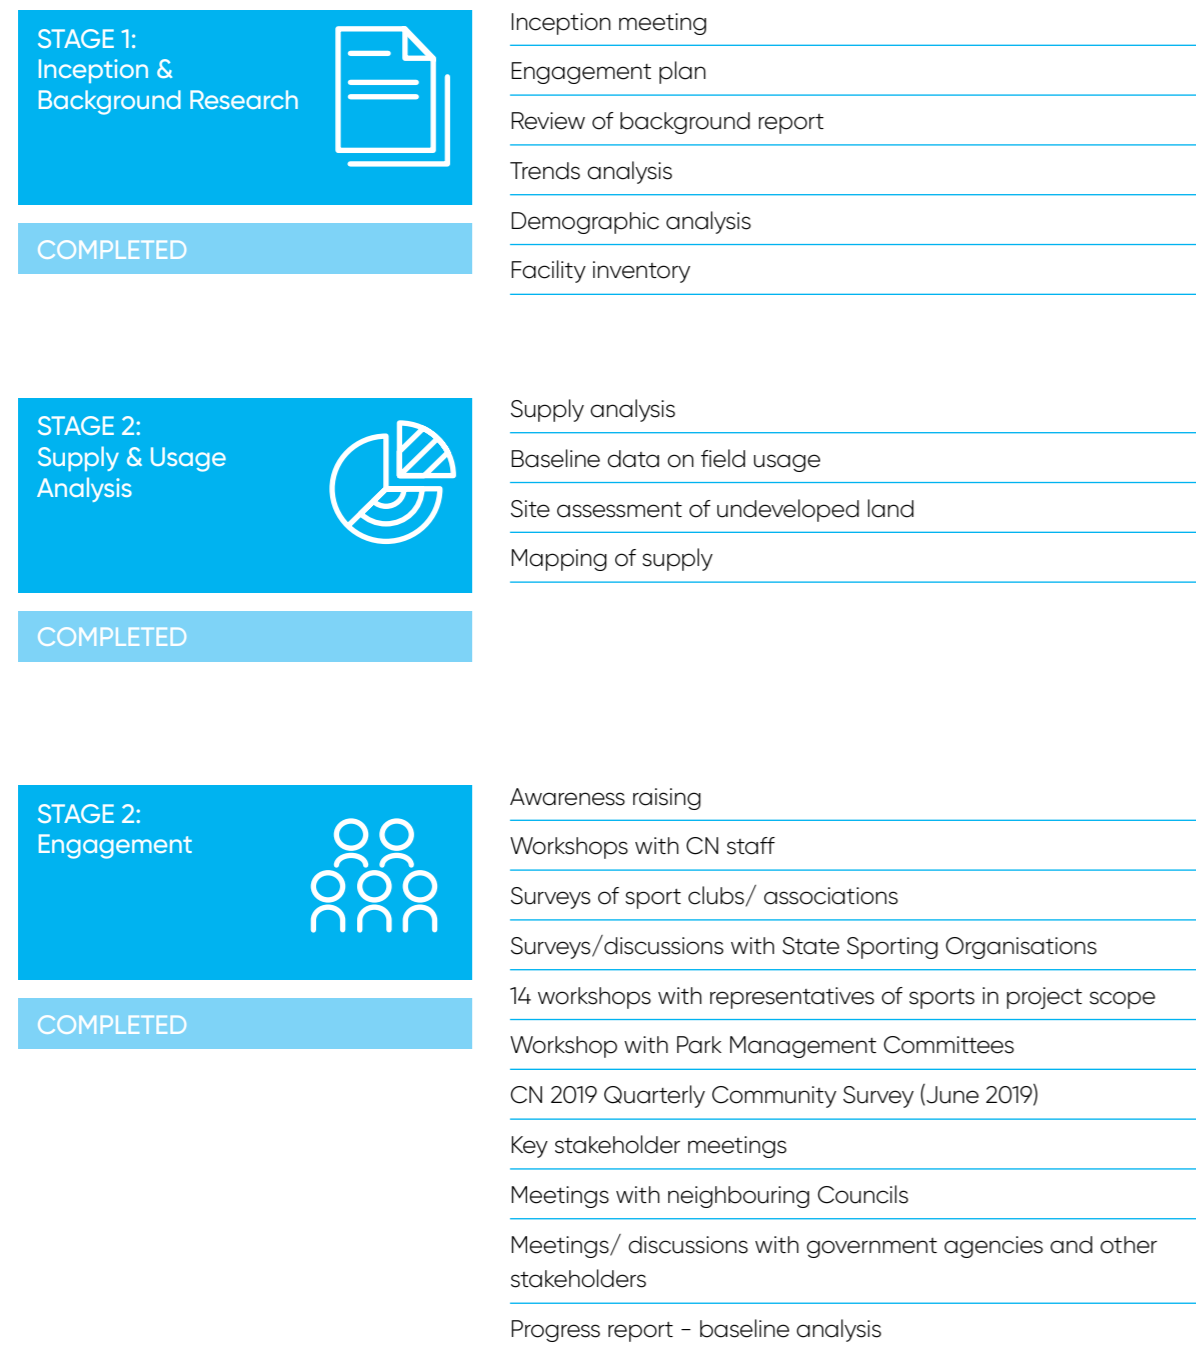 STAGE 1:
Inception &
Background Research
COMPLETED
Inception meeting
Engagement plan
Review of background report
Trends analysis
Demographic analysis
Facility inventory
STAGE 2:
Supply & Usage
Analysis
COMPLETED
Supply analysis
Baseline data on field usage
Site assessment of undeveloped land
Mapping of supply
STAGE 2:
Engagement
COMPLETED
Awareness raising
Workshops with CN staff
Surveys of sport clubs/ associations
Surveys/discussions with State Sporting Organisations
14 workshops with representatives of sports in project scope
Workshop with Park Management Committees
CN 2019 Quarterly Community Survey (June 2019)
Key stakeholder meetings
Meetings with neighbouring Councils
Meetings/ discussions with government agencies and other
stakeholders
Progress report - baseline analysis